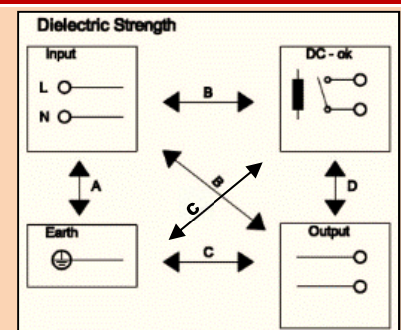 Dielectric Strength
Input
DC - ok
L
N
B
A
B
C
D
Earth
C
Output